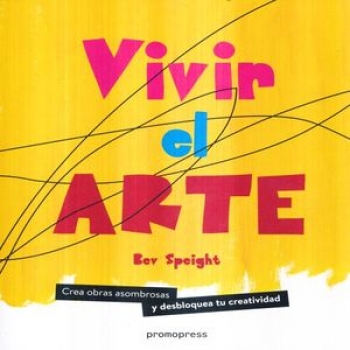 Vivir
el
ARTE
Bev Speight
Crea obras asombrosas
y desbloquea tu creatividad
promopress